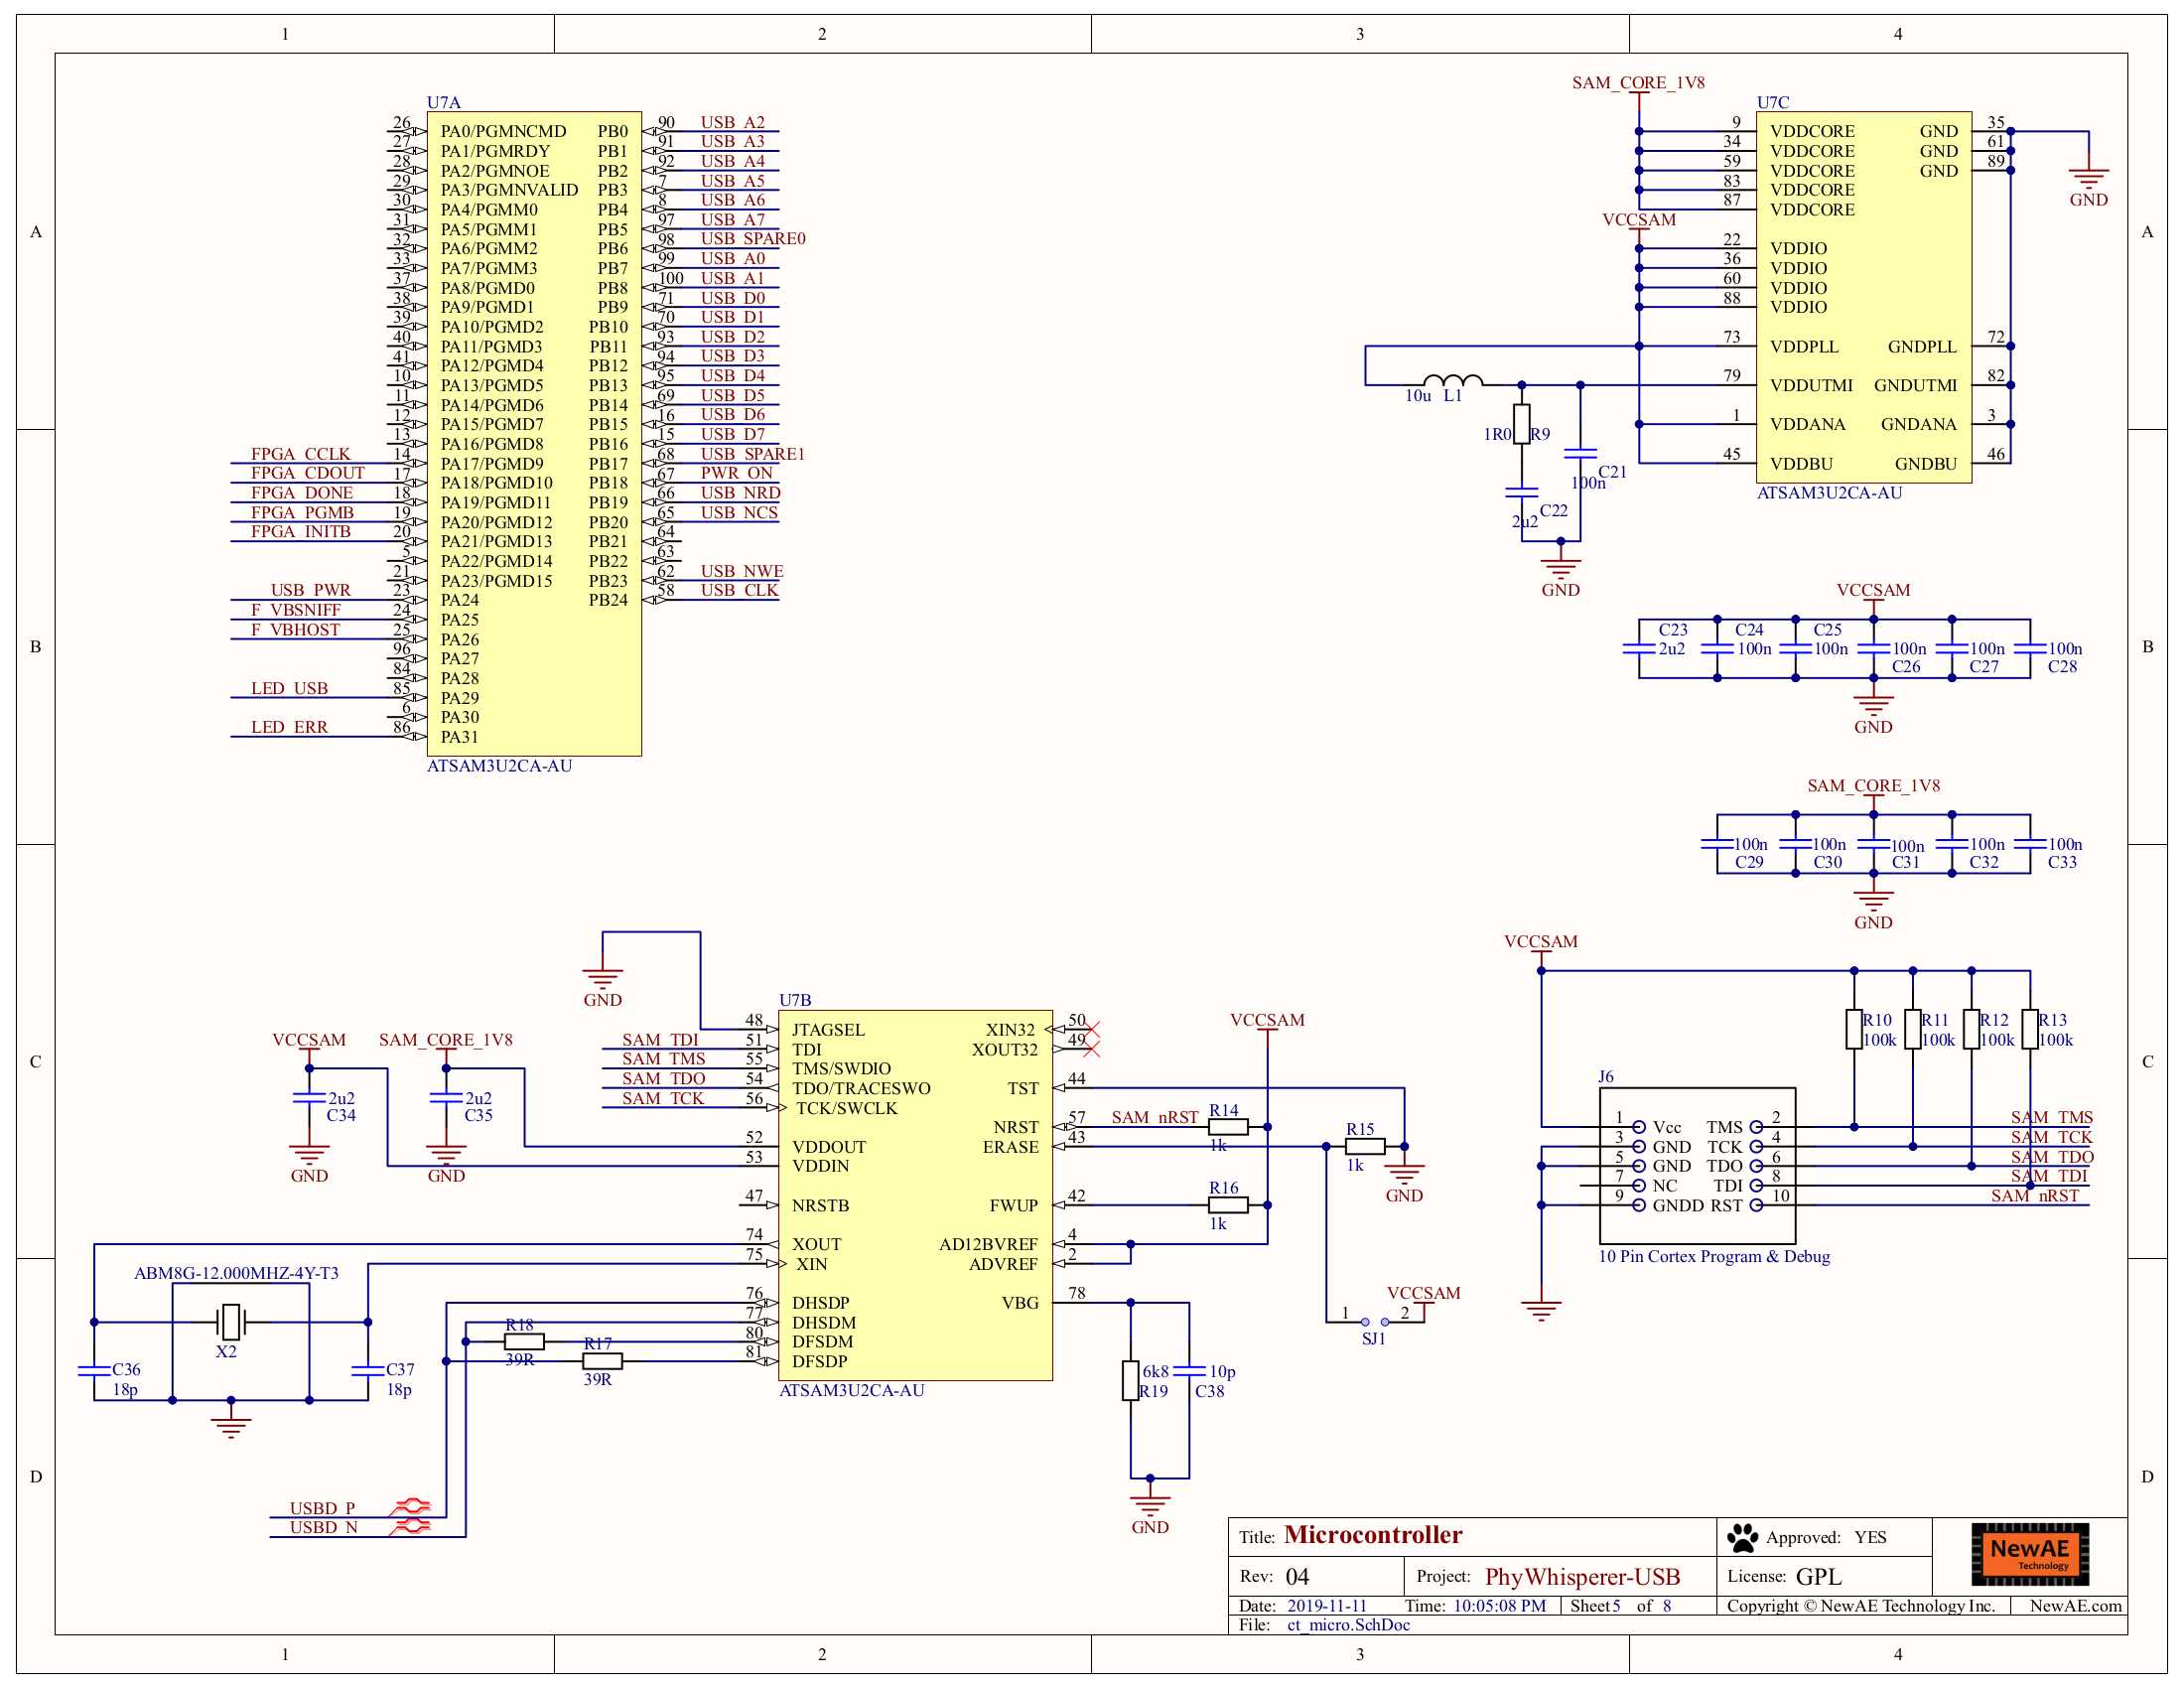 1 2 3 4
A
B
C
D
U7A
26 PA0/PGMNCMD PB0 90 USB_A2
27 PA1/PGMRDY PB1 91 USB_A3
28 PA2/PGMNOE PB2 92 USB_A4
29 PA3/PGMNVALID PB3 7 USB_A5
30 PA4/PGMM0 PB4 8 USB_A6
31 PA5/PGMM1 PB5 97 USB_A7
32 PA6/PGMM2 PB6 98 USB_SPARE0
33 PA7/PGMM3 PB7 99 USB_A0
37 PA8/PGMD0 PB8 100 USB_A1
38 PA9/PGMD1 PB9 71 USB_D0
39 PA10/PGMD2 PB10 70 USB_D1
40 PA11/PGMD3 PB11 93 USB_D2
41 PA12/PGMD4 PB12 94 USB_D3
10 PA13/PGMD5 PB13 95 USB_D4
11 PA14/PGMD6 PB14 69 USB_D5
12 PA15/PGMD7 PB15 16 USB_D6
13 PA16/PGMD8 PB16 15 USB_D7
FPGA_CCLK 14 PA17/PGMD9 PB17 68 USB_SPARE1
FPGA_CDOUT 17 PA18/PGMD10 PB18 67 PWR_ON
FPGA_DONE 18 PA19/PGMD11 PB19 66 USB_NRD
FPGA_PGMB 19 PA20/PGMD12 PB20 65 USB_NCS
FPGA_INITB 20 PA21/PGMD13 PB21 64
5 PA22/PGMD14 PB22 63
21 PA23/PGMD15 PB23 62 USB_NWE
USB_PWR 23 PA24 PB24 58 USB_CLK
F_VBSNIFF 24 PA25
F_VBHOST 25 PA26
96 PA27
84 PA28
LED_USB 85 PA29
6 PA30
LED_ERR 86 PA31
ATSAM3U2CA-AU
SAM_CORE_1V8
U7C
9 VDDCORE GND 35
34 VDDCORE GND 61
59 VDDCORE GND 89
83 VDDCORE
87 VDDCORE
GND
VCCSAM
22 VDDIO
36 VDDIO
60 VDDIO
88 VDDIO
73 VDDPLL GNDPLL 72
79 VDDUTMI GNDUTMI 82
1 VDDANA GNDANA 3
45 VDDBU GNDBU 46
ATSAM3U2CA-AU
10u L1
1R0 R9
C21
100n
C22
2u2
GND
VCCSAM
C23 C24 C25
2u2 100n 100n 100n 100n 100n
C26 C27 C28
GND
SAM_CORE_1V8
100n 100n 100n 100n 100n
C29 C30 C31 C32 C33
GND
GND
U7B
VCCSAM SAM_CORE_1V8
2u2 2u2
C34 C35
GND GND
48 JTAGSEL XIN32 50
SAM_TDI 51 TDI XOUT32 49
SAM_TMS 55 TMS/SWDIO
SAM_TDO 54 TDO/TRACESWO TST 44
SAM_TCK 56 TCK/SWCLK
NRST 57 SAM_nRST R14
1k
52 VDDOUT ERASE 43
53 VDDIN
47 NRSTB FWUP 42 R16
1k
74 XOUT AD12BVREF 4
75 XIN ADVREF 2
76 DHSDP VBG 78
77 DHSDM
80 DFSDM
81 DFSDP
ATSAM3U2CA-AU
VCCSAM
R15
1k
GND
VCCSAM
1 2
SJ1
6k8 10p
R19 C38
GND
ABM8G-12.000MHZ-4Y-T3
X2
C36
18p
C37
18p
R18
39R
R17
39R
USBD_P
USBD_N
VCCSAM
R10 R11 R12 R13
100k 100k 100k 100k
J6
1 Vcc TMS 2 SAM_TMS
3 GND TCK 4 SAM_TCK
5 GND TDO 6 SAM_TDO
7 NC TDI 8 SAM_TDI
9 GNDD RST 10 SAM_nRST
10 Pin Cortex Program & Debug
Title: Microcontroller
Approved: YES
Rev: 04 Project: PhyWhisperer-USB
License: GPL
NewAE
Technology
Date: 2019-11-11 Time: 10:05:08 PM Sheet 5 of 8
Copyright © NewAE Technology Inc. NewAE.com
File: ct_micro.SchDoc
A
B
C
D
1 2 3 4